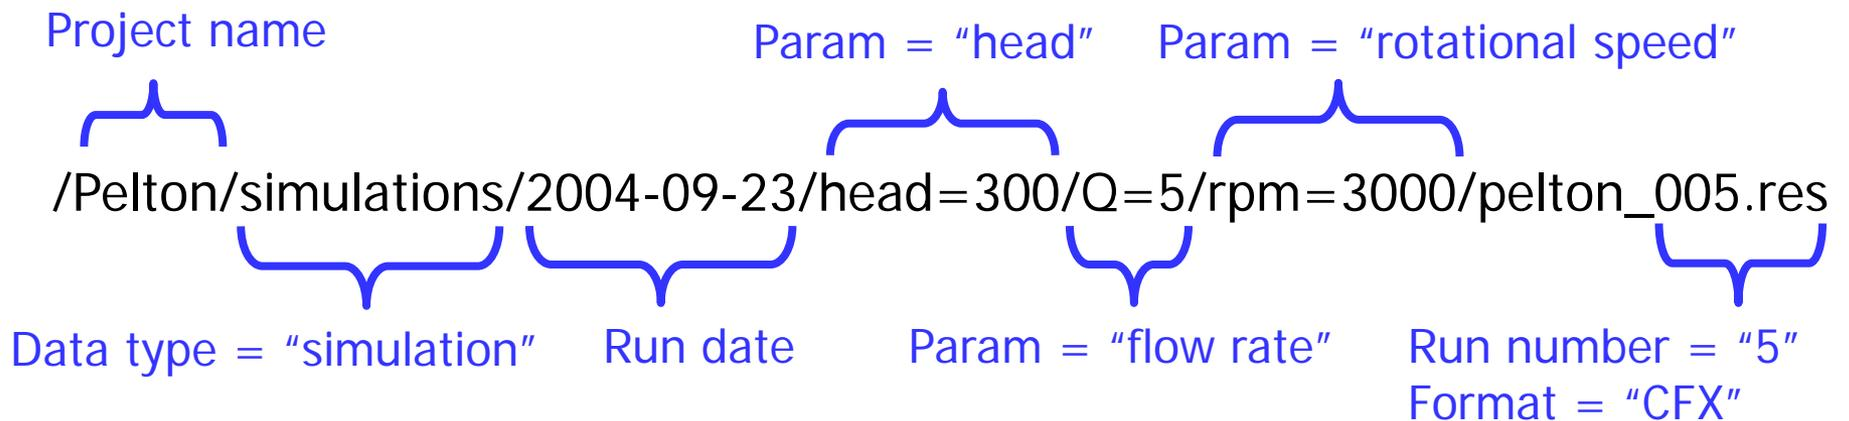 Project name
Param = “head”
Param = “rotational speed”
/Pelton/simulations/2004-09-23/head=300/Q=5/rpm=3000/pelton_005.res
Data type = “simulation”
Run date
Param = “flow rate”
Run number = “5”
Format = “CFX”